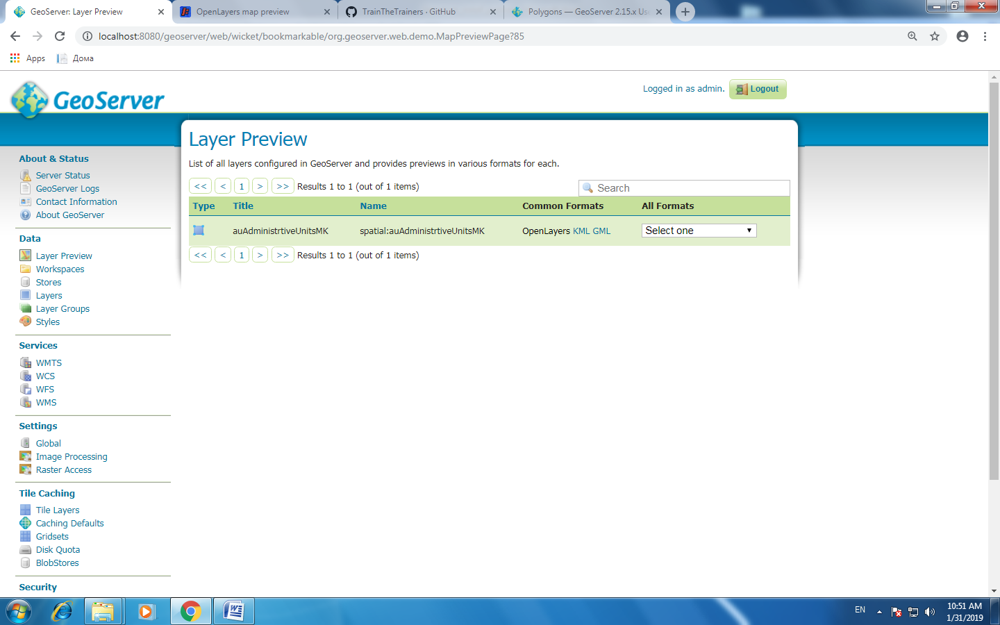 GeoServer: Layer Preview
OpenLayers map preview
TrainTheTrainers · GitHub
Polygons — GeoServer 2.15.x Us
localhost:8080/geoserver/web/wicket/bookmarkable/org.geoserver.web.demo.MapPreviewPage?85
Apps
Дома
GeoServer
Logged in as admin.
Logout
About & Status
Server Status
GeoServer Logs
Contact Information
About GeoServer
Data
Layer Preview
Workspaces
Stores
Layers
Layer Groups
Styles
Services
WMTS
WCS
WFS
WMS
Settings
Global
Image Processing
Raster Access
Tile Caching
Tile Layers
Caching Defaults
Gridsets
Disk Quota
BlobStores
Security
Layer Preview
List of all layers configured in GeoServer and provides previews in various formats for each.
<< < 1 > >> Results 1 to 1 (out of 1 items)
Search
Type Title Name Common Formats All Formats
auAdministrtiveUnitsMK spatial:auAdministrtiveUnitsMK OpenLayers KML GML Select one
<< < 1 > >> Results 1 to 1 (out of 1 items)
EN
10:51 AM
1/31/2019